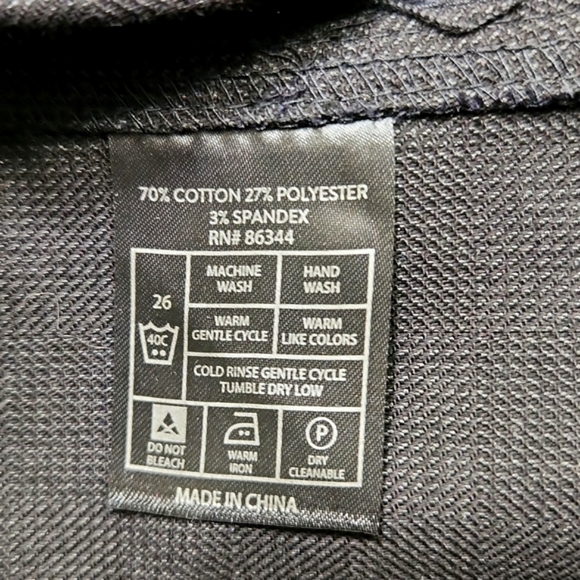 70% COTTON 27% POLYESTER
3% SPANDEX
RN# 86344
26
40C
MACHINE
WASH
HAND
WASH
WARM
GENTLE CYCLE
WARM
LIKE COLORS
COLD RINSE GENTLE CYCLE
TUMBLE DRY LOW
DO NOT
BLEACH
WARM
IRON
P
DRY
CLEANABLE
MADE IN CHINA